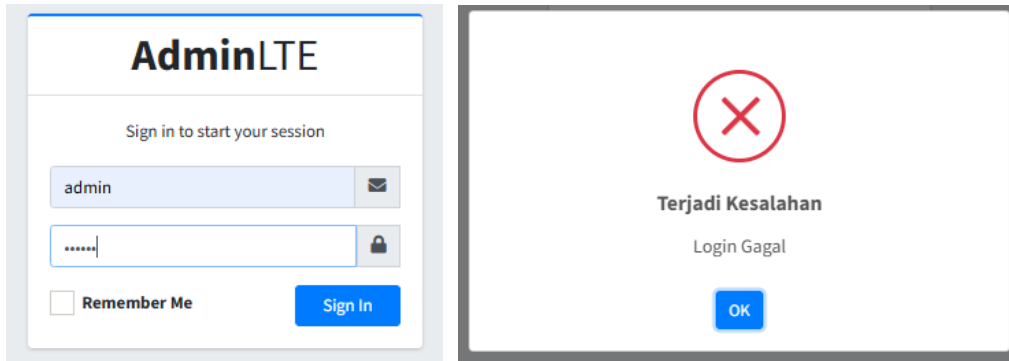 AdminLTE
Sign in to start your session
admin
••••••
Remember Me
Sign In
Terjadi Kesalahan
Login Gagal
OK